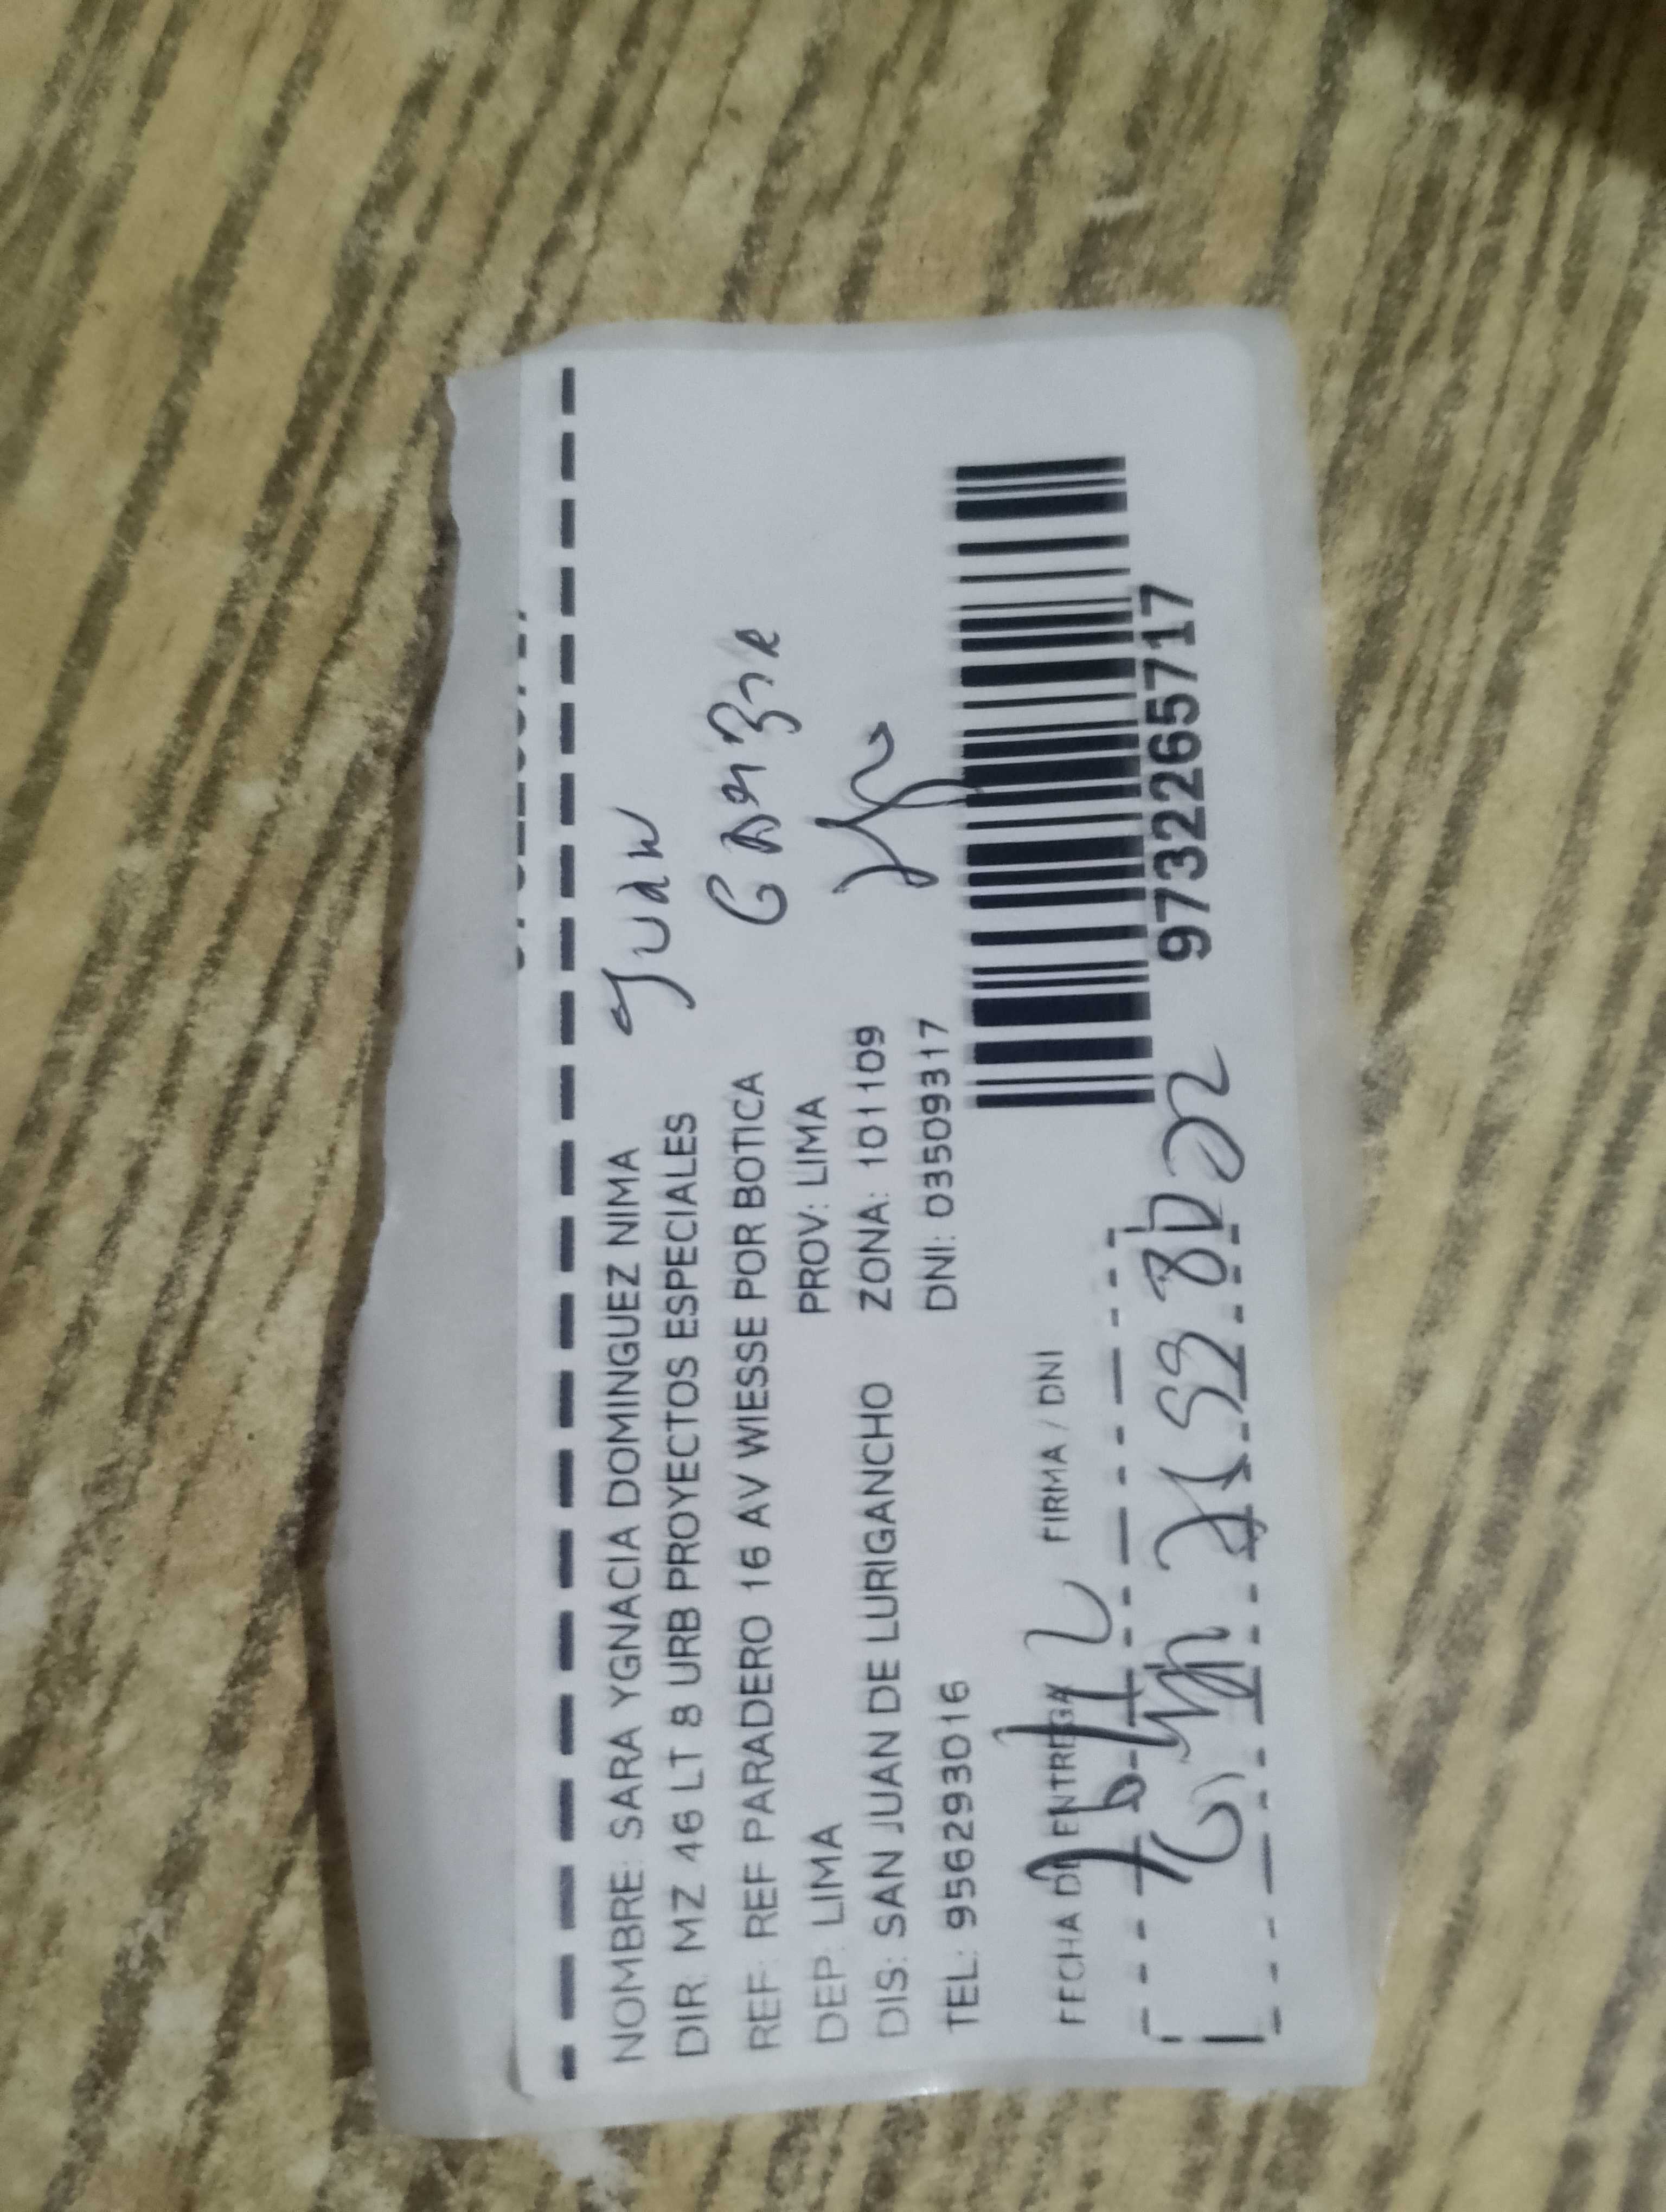 NOMBRE: SARA YGNACIA DOMINGUEZ NIMA
Juan
DIR: MZ 46 LT 8 URB PROYECTOS ESPECIALES
REF: REF PARADERO 16 AV WIESSE POR BOTICA
DEP: LIMA PROV: LIMA
DIS: SAN JUAN DE LURIGANCHO ZONA: 101109
TEL: 956293016 DNI: 03509317
FECHA DE ENTREGA FIRMA / DNI
9732265717